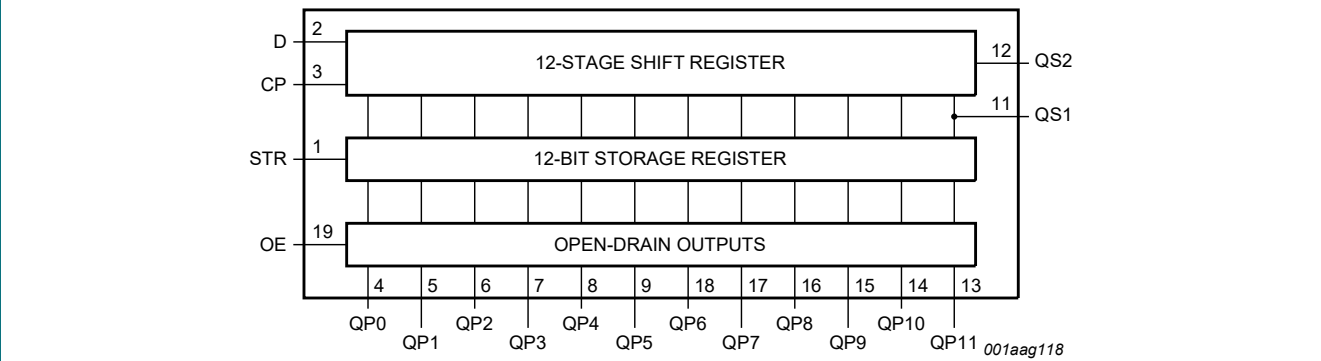 2
D
12-STAGE SHIFT REGISTER
12
QS2
3
CP
11
QS1
1
STR
12-BIT STORAGE REGISTER
19
OE
OPEN-DRAIN OUTPUTS
4 5 6 7 8 9 18 17 16 15 14 13
QP0 QP2 QP4 QP6 QP8 QP10
QP1 QP3 QP5 QP7 QP9 QP11
001aag118